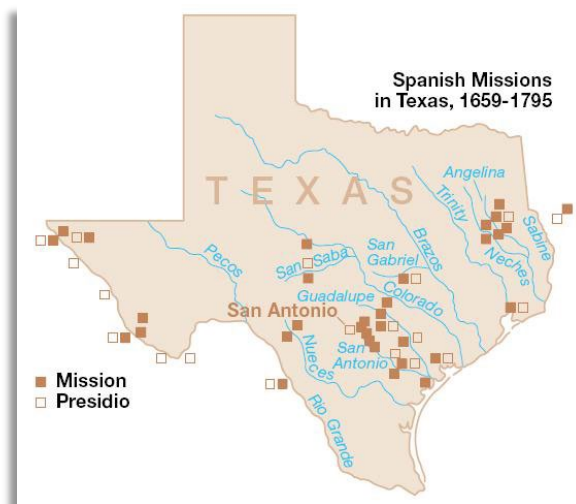 Spanish Missions
in Texas, 1659-1795
TEXAS
Angelina
Trinity
Sabine
Neches
Brazos
Pecos
San Saba
San
Gabriel
Colorado
Guadalupe
San Antonio
Nueces
San
Antonio
Rio Grande
Mission
Presidio